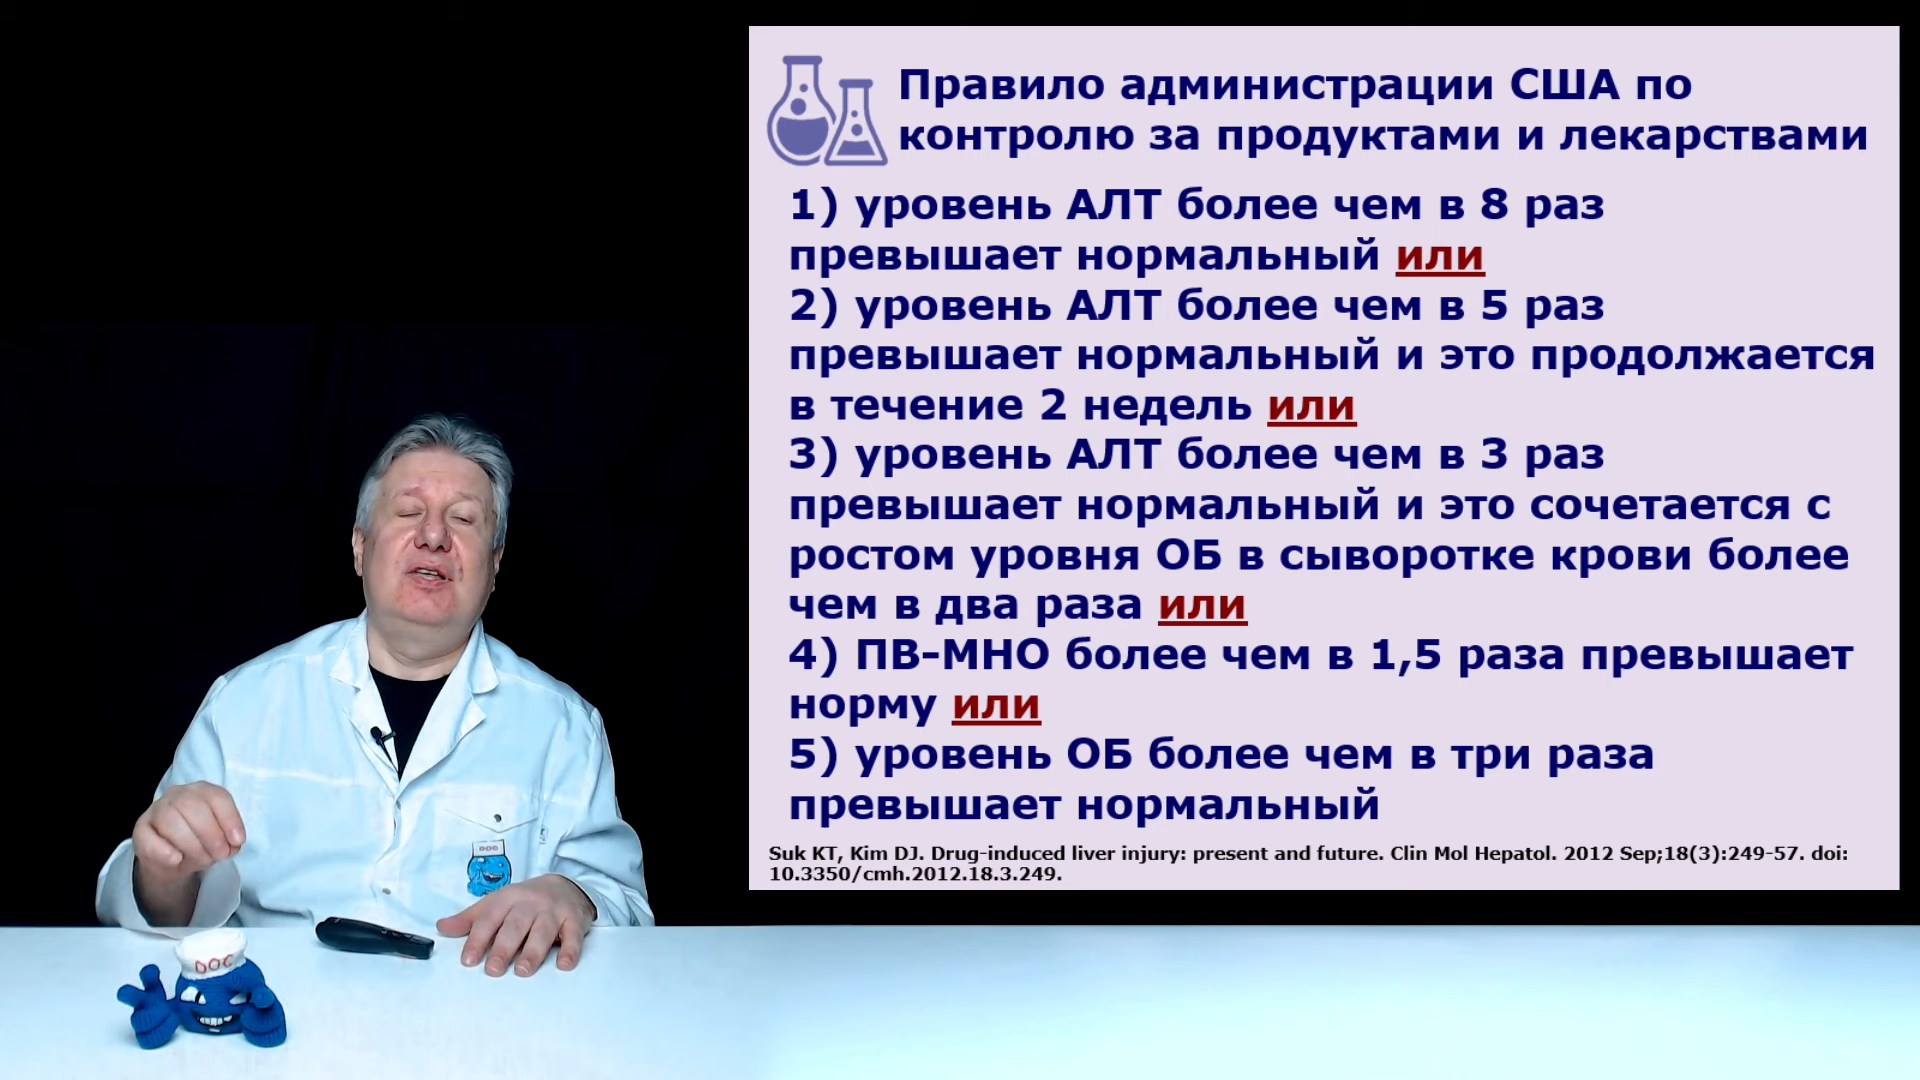 Правило администрации США по
контролю за продуктами и лекарствами
1) уровень АЛТ более чем в 8 раз
превышает нормальный или
2) уровень АЛТ более чем в 5 раз
превышает нормальный и это продолжается
в течение 2 недель или
3) уровень АЛТ более чем в 3 раз
превышает нормальный и это сочетается с
ростом уровня ОБ в сыворотке крови более
чем в два раза или
4) ПВ-МНО более чем в 1,5 раза превышает
норму или
5) уровень ОБ более чем в три раза
превышает нормальный
Suk KT, Kim DJ. Drug-induced liver injury: present and future. Clin Mol Hepatol. 2012 Sep;18(3):249-57. doi:
10.3350/cmh.2012.18.3.249.
DOC